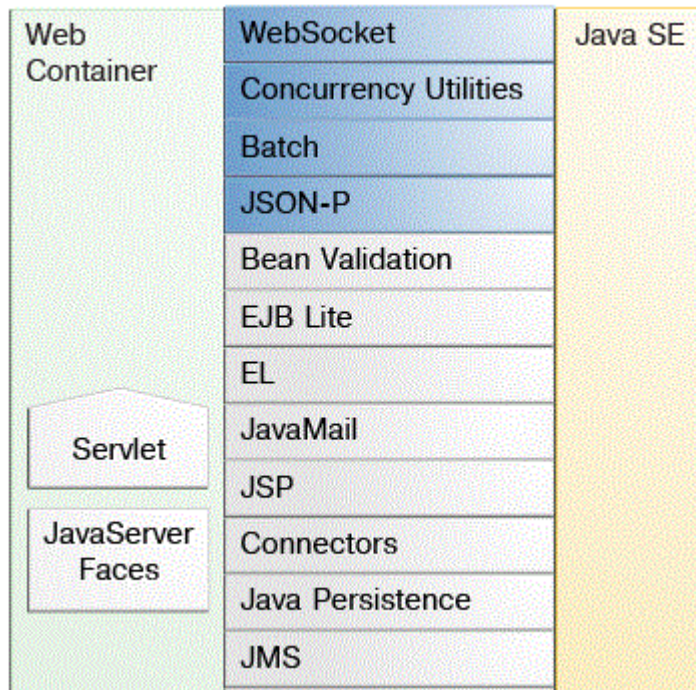 Web
Container
Servlet
JavaServer
Faces
WebSocket
Concurrency Utilities
Batch
JSON-P
Bean Validation
EJB Lite
EL
JavaMail
JSP
Connectors
Java Persistence
JMS
Java SE